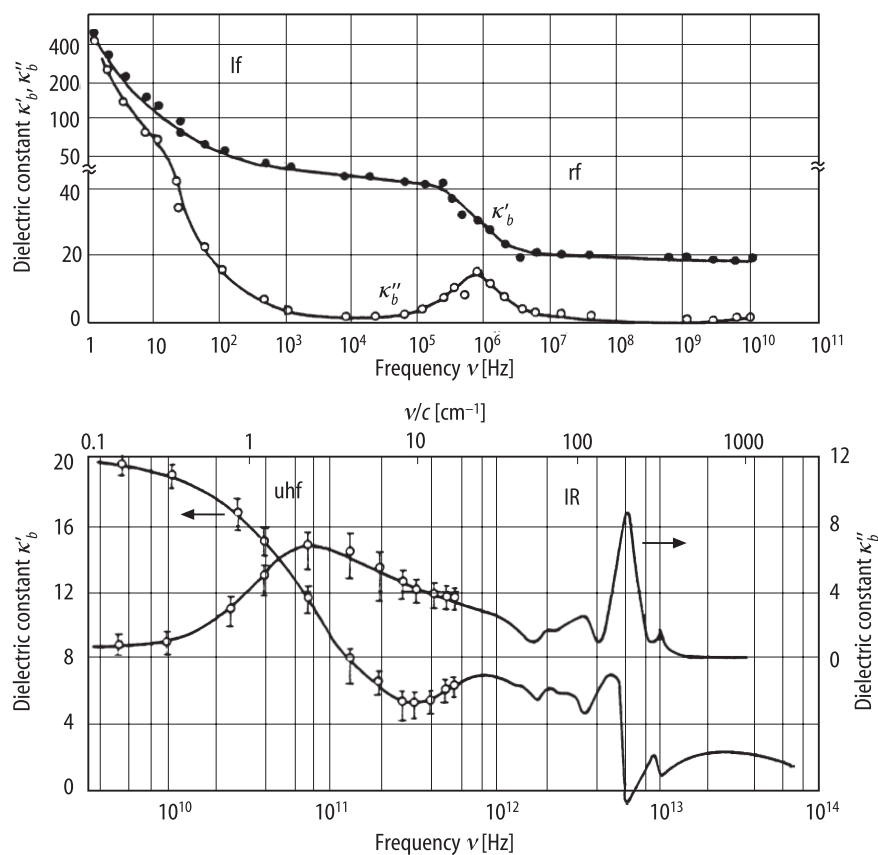 Dielectric constant κ′b, κ″b
400
200
100
50
40
20
0
lf
rf
κ′b
κ″b
1 10 10² 10³ 10⁴ 10⁵ 10⁶ 10⁷ 10⁸ 10⁹ 10¹⁰ 10¹¹
Frequency ν [Hz]
ν/c [cm⁻¹]
0.1 1 10 100 1000
Dielectric constant κ′b
20
16
12
8
4
0
uhf
IR
12
8
4
0
Dielectric constant κ″b
10¹⁰ 10¹¹ 10¹² 10¹³ 10¹⁴
Frequency ν [Hz]